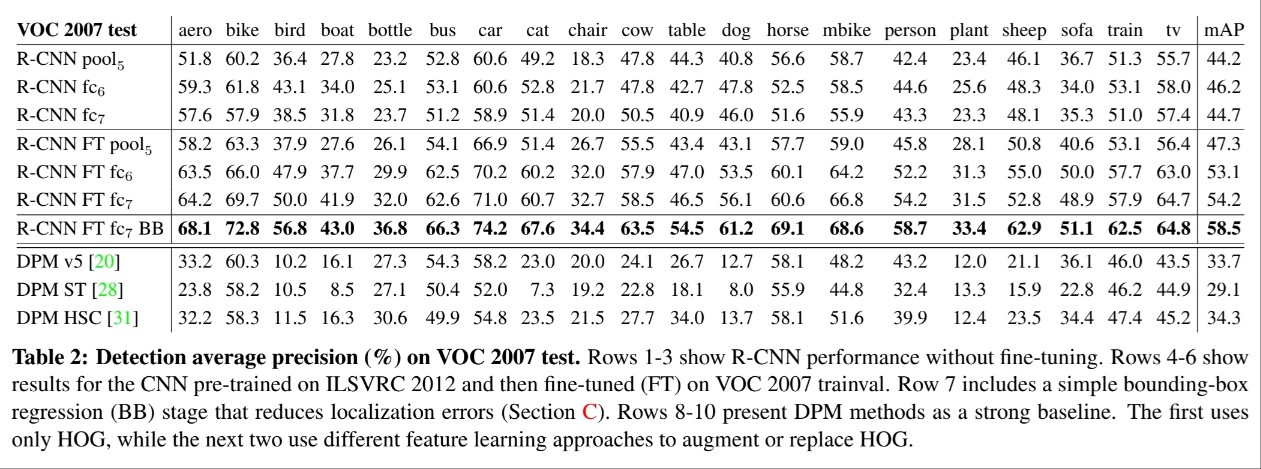 VOC 2007 test aero bike bird boat bottle bus car cat chair cow table dog horse mbike person plant sheep sofa train tv mAP
R-CNN pool5 51.8 60.2 36.4 27.8 23.2 52.8 60.6 49.2 18.3 47.8 44.3 40.8 56.6 58.7 42.4 23.4 46.1 36.7 51.3 55.7 44.2
R-CNN fc6 59.3 61.8 43.1 34.0 25.1 53.1 60.6 52.8 21.7 47.8 42.7 47.8 52.5 58.5 44.6 25.6 48.3 34.0 53.1 58.0 46.2
R-CNN fc7 57.6 57.9 38.5 31.8 23.7 51.2 58.9 51.4 20.0 50.5 40.9 46.0 51.6 55.9 43.3 23.3 48.1 35.3 51.0 57.4 44.7
R-CNN FT pool5 58.2 63.3 37.9 27.6 26.1 54.1 66.9 51.4 26.7 55.5 43.4 43.1 57.7 59.0 45.8 28.1 50.8 40.6 53.1 56.4 47.3
R-CNN FT fc6 63.5 66.0 47.9 37.7 29.9 62.5 70.2 60.2 32.0 57.9 47.0 53.5 60.1 64.2 52.2 31.3 55.0 50.0 57.7 63.0 53.1
R-CNN FT fc7 64.2 69.7 50.0 41.9 32.0 62.6 71.0 60.7 32.7 58.5 46.5 56.1 60.6 66.8 54.2 31.5 52.8 48.9 57.9 64.7 54.2
R-CNN FT fc7 BB 68.1 72.8 56.8 43.0 36.8 66.3 74.2 67.6 34.4 63.5 54.5 61.2 69.1 68.6 58.7 33.4 62.9 51.1 62.5 64.8 58.5
DPM v5 [20] 33.2 60.3 10.2 16.1 27.3 54.3 58.2 23.0 20.0 24.1 26.7 12.7 58.1 48.2 43.2 12.0 21.1 36.1 46.0 43.5 33.7
DPM ST [28] 23.8 58.2 10.5 8.5 27.1 50.4 52.0 7.3 19.2 22.8 18.1 8.0 55.9 44.8 32.4 13.3 15.9 22.8 46.2 44.9 29.1
DPM HSC [31] 32.2 58.3 11.5 16.3 30.6 49.9 54.8 23.5 21.5 27.7 34.0 13.7 58.1 51.6 39.9 12.4 23.5 34.4 47.4 45.2 34.3
Table 2: Detection average precision (%) on VOC 2007 test. Rows 1-3 show R-CNN performance without fine-tuning. Rows 4-6 show
results for the CNN pre-trained on ILSVRC 2012 and then fine-tuned (FT) on VOC 2007 trainval. Row 7 includes a simple bounding-box
regression (BB) stage that reduces localization errors (Section C). Rows 8-10 present DPM methods as a strong baseline. The first uses
only HOG, while the next two use different feature learning approaches to augment or replace HOG.